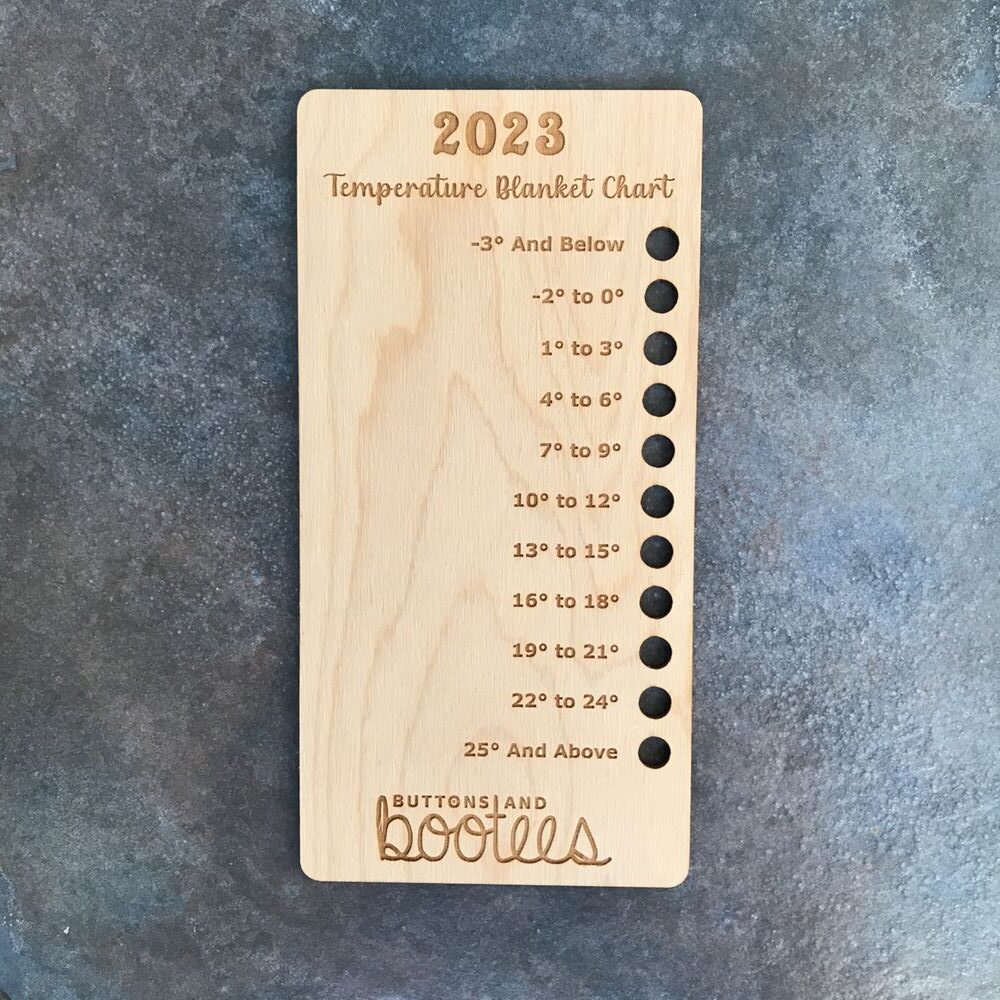 2023
Temperature Blanket Chart
-3° And Below
-2° to 0°
1° to 3°
4° to 6°
7° to 9°
10° to 12°
13° to 15°
16° to 18°
19° to 21°
22° to 24°
25° And Above
BUTTONS AND
bootees